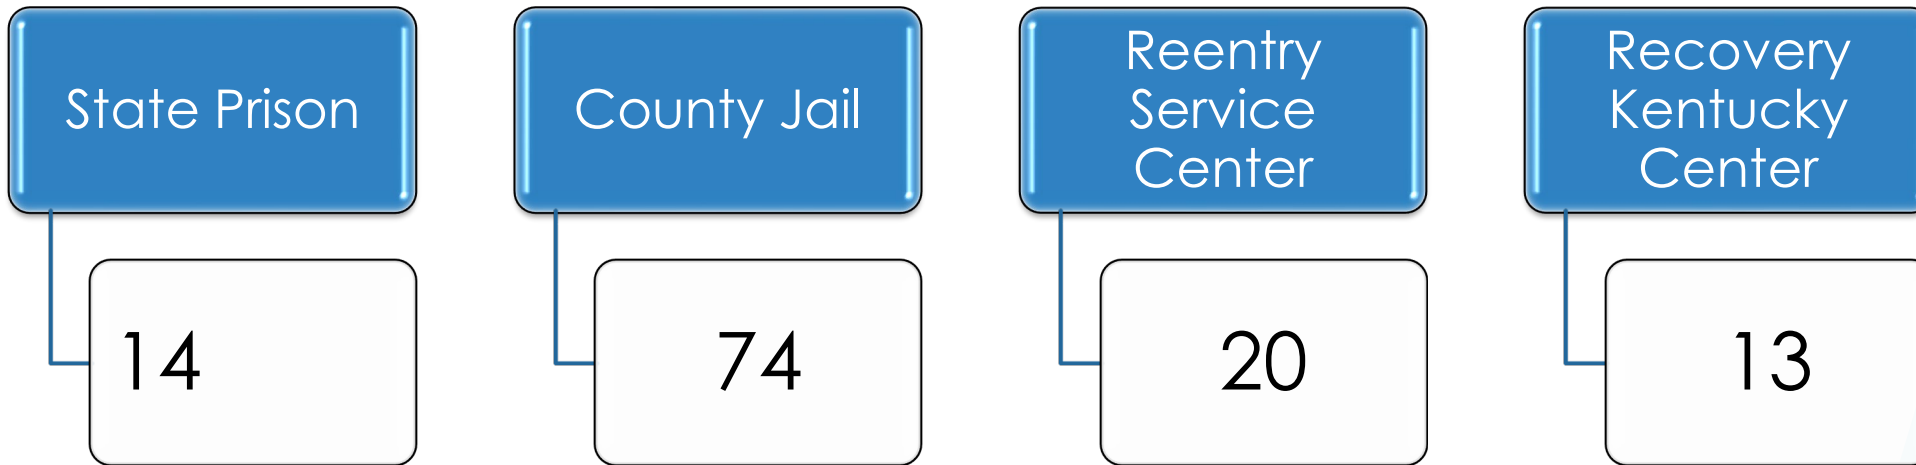 State Prison
14
County Jail
74
Reentry
Service
Center
20
Recovery
Kentucky
Center
13